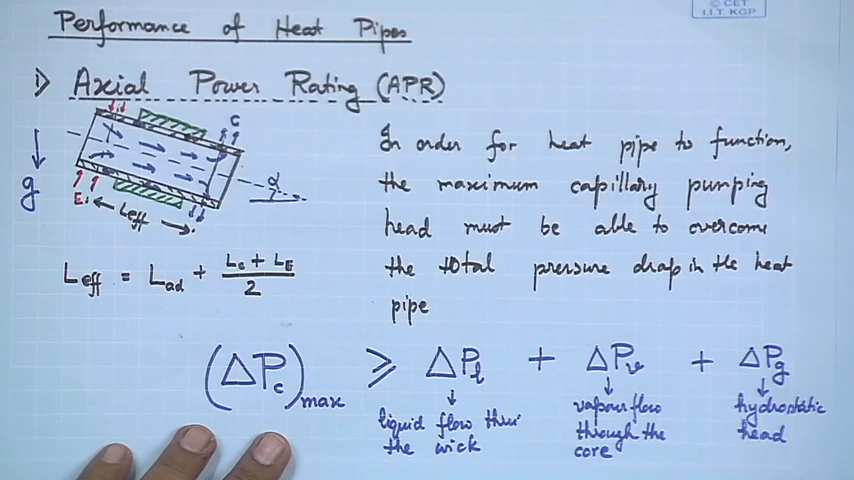 © CET
I.I.T. KGP
Performance of Heat Pipes
i) Axial Power Rating (APR)
C
g
α
E
Leff
Leff = Lad + (Lc + LE)/2
In order for heat pipe to function,
the maximum capillary pumping
head must be able to overcome
the total pressure drop in the heat
pipe
(ΔPc)max ≥ ΔPl + ΔPv + ΔPg
liquid flow thru
the wick
vapour flow
through the
core
hydrostatic
head